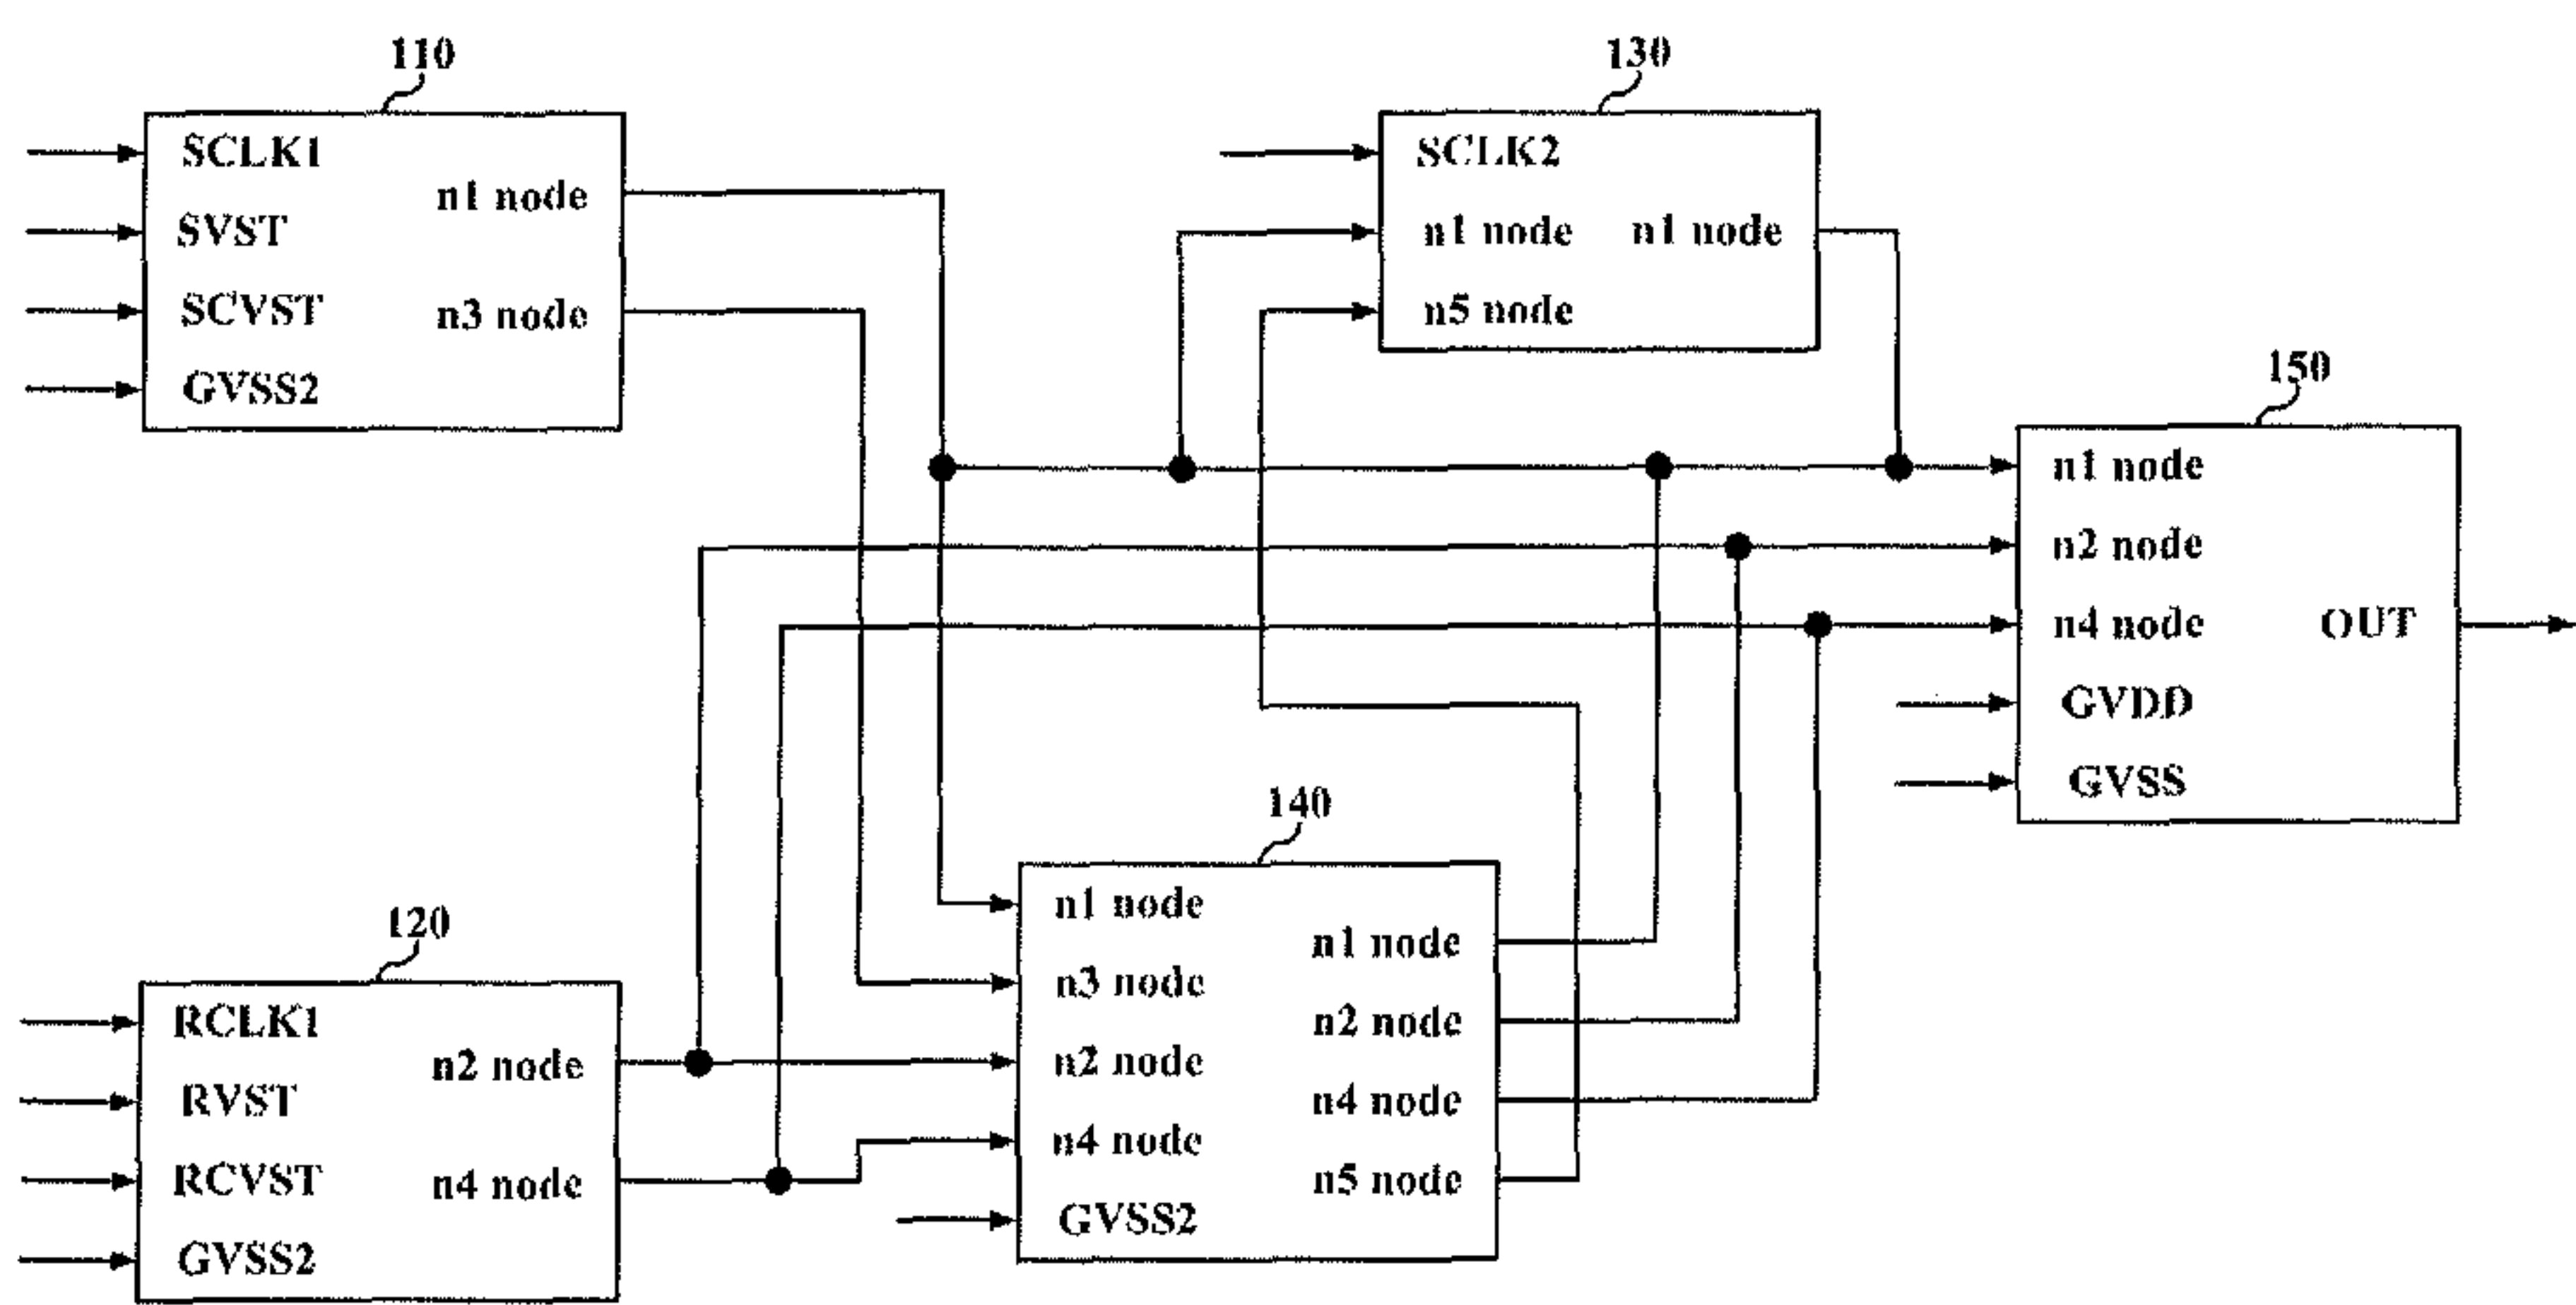 110
SCLK1
SVST
SCVST
GVSS2
n1 node
n3 node
130
SCLK2
n1 node
n5 node
n1 node
150
n1 node
n2 node
n4 node
GVDD
GVSS
OUT
120
RCLK1
RVST
RCVST
GVSS2
n2 node
n4 node
140
n1 node
n3 node
n2 node
n4 node
GVSS2
n1 node
n2 node
n4 node
n5 node